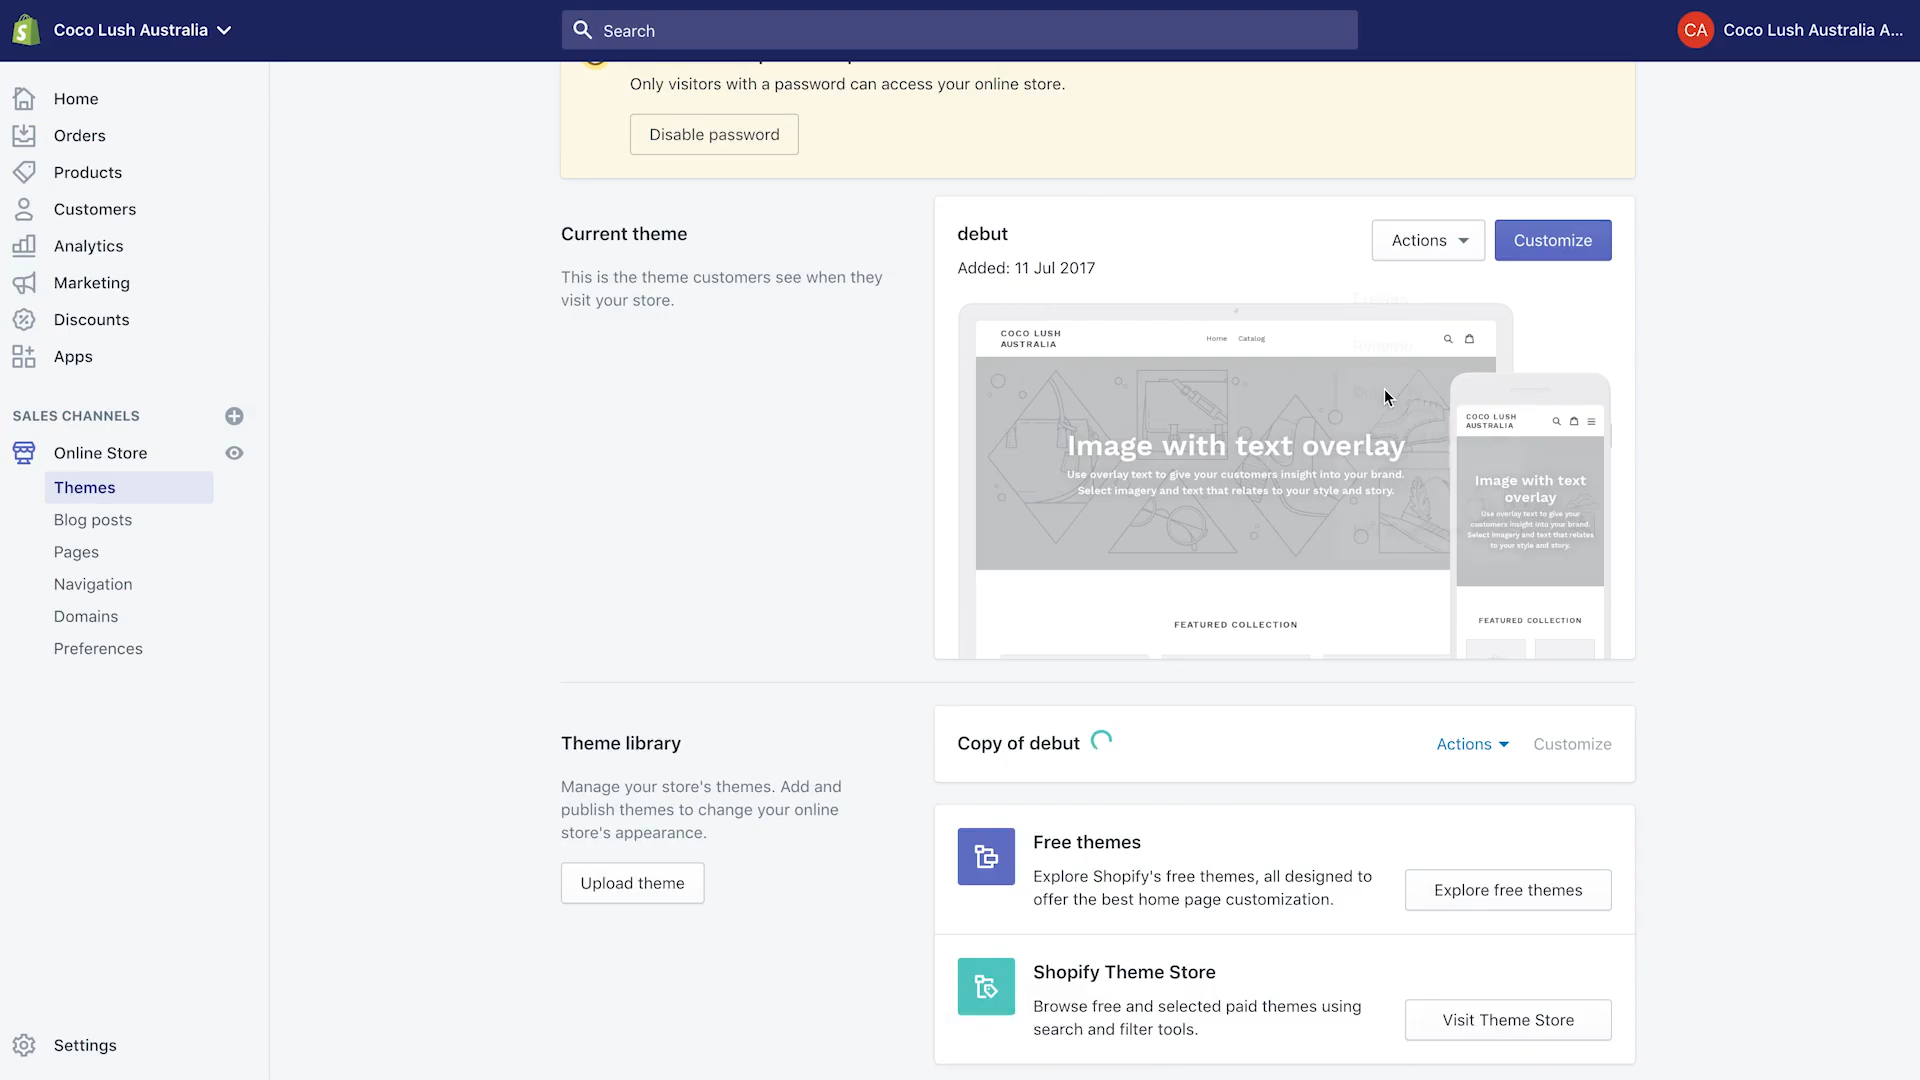 Coco Lush Australia
Search
CA
Coco Lush Australia A...
Home
Orders
Products
Customers
Analytics
Marketing
Discounts
Apps
SALES CHANNELS
Online Store
Themes
Blog posts
Pages
Navigation
Domains
Preferences
Settings
Only visitors with a password can access your online store.
Disable password
Current theme
This is the theme customers see when they
visit your store.
debut
Added: 11 Jul 2017
Actions
Customize
COCO LUSH
AUSTRALIA
Home
Catalog
Image with text overlay
Use overlay text to give your customers insight into your brand.
Select imagery and text that relates to your style and story.
FEATURED COLLECTION
COCO LUSH
AUSTRALIA
Image with text
overlay
Use overlay text to give your
customers insight into your brand.
Select imagery and text that relates
to your style and story.
FEATURED COLLECTION
Theme library
Manage your store's themes. Add and
publish themes to change your online
store's appearance.
Upload theme
Copy of debut
Actions
Customize
Free themes
Explore Shopify's free themes, all designed to
offer the best home page customization.
Explore free themes
Shopify Theme Store
Browse free and selected paid themes using
search and filter tools.
Visit Theme Store